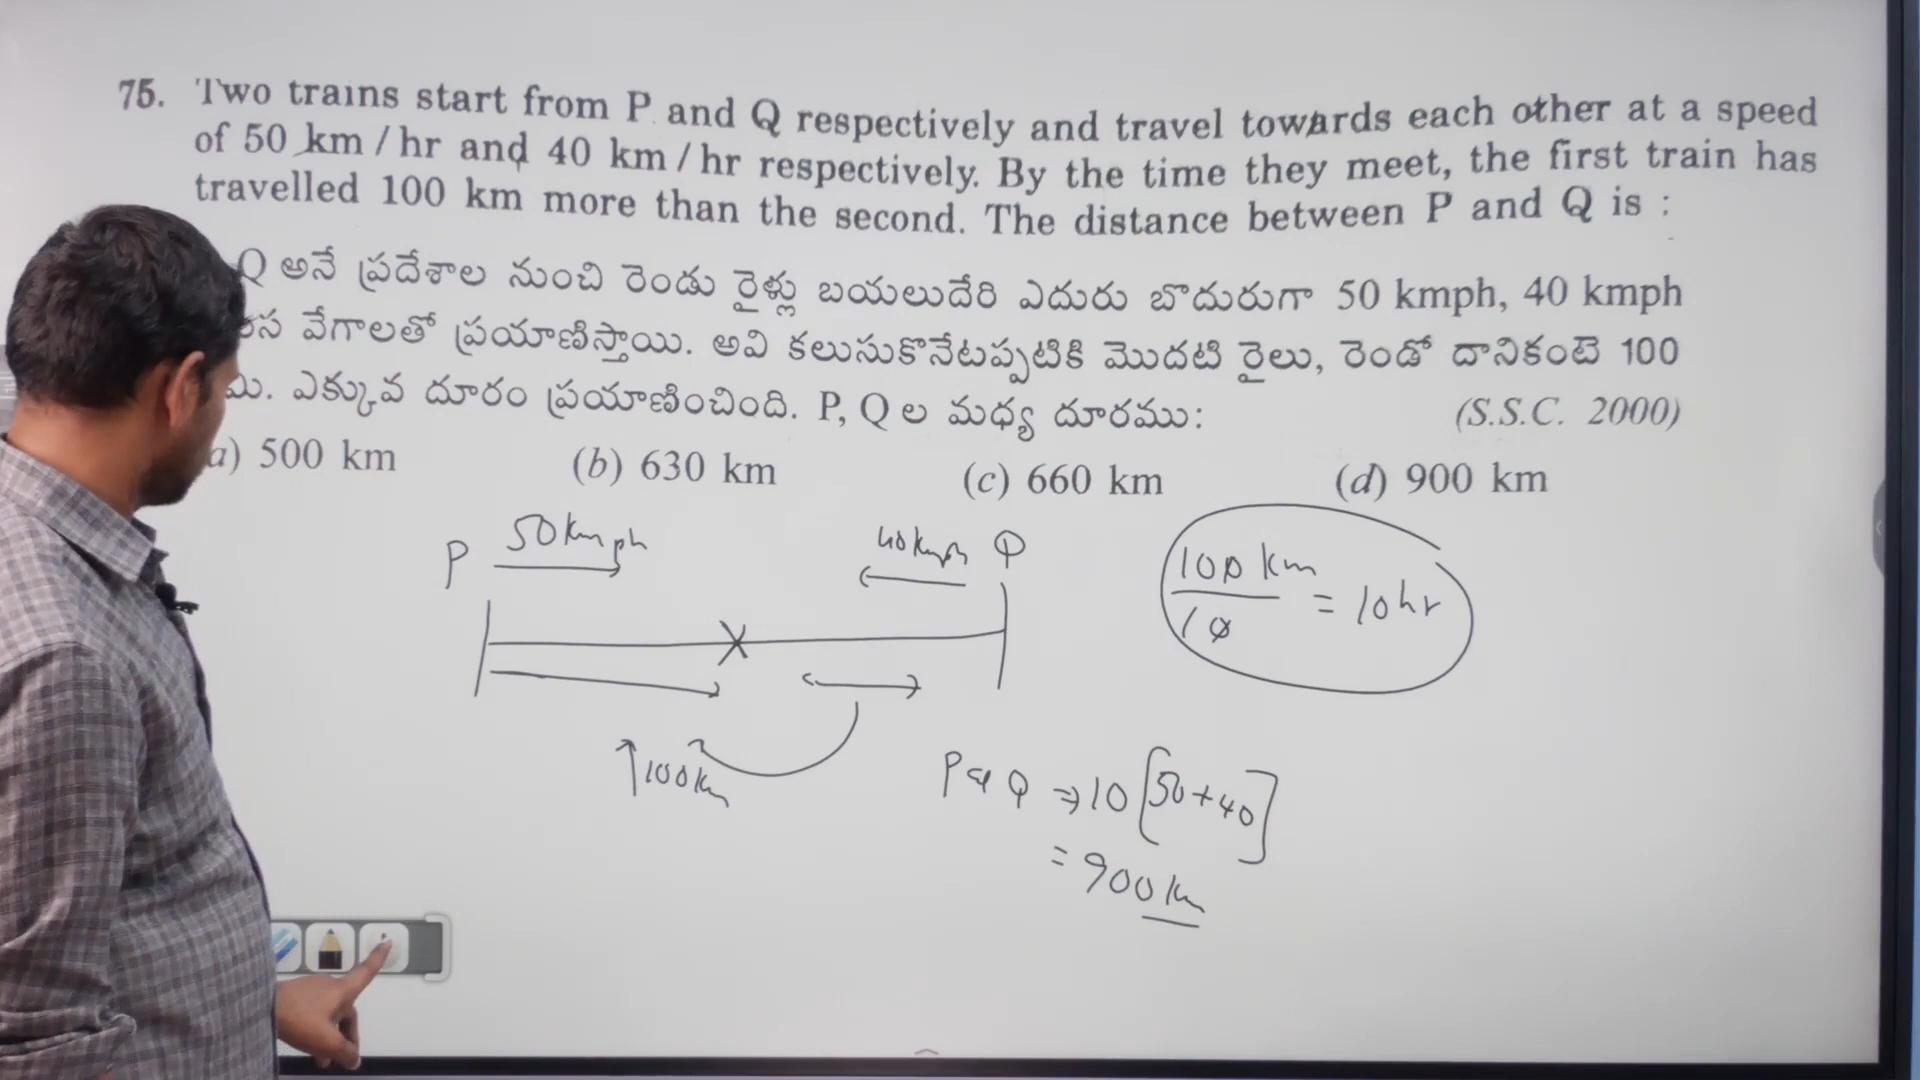 75. Two trains start from P and Q respectively and travel towards each other at a speed
of 50 km / hr and 40 km / hr respectively. By the time they meet, the first train has
travelled 100 km more than the second. The distance between P and Q is :
Q అనే ప్రదేశాల నుంచి రెండు రైళ్లు బయలుదేరి ఎదురు బొదురుగా 50 kmph, 40 kmph
వేగాలతో ప్రయాణిస్తాయి. అవి కలుసుకొనేటప్పటికి మొదటి రైలు, రెండో దానికంటె 100
మి. ఎక్కువ దూరం ప్రయాణించింది. P, Q ల మధ్య దూరము: (S.S.C. 2000)
a) 500 km (b) 630 km (c) 660 km (d) 900 km
P 50kmph 40kmph Q
100 km
/10 = 10hr
↑100km
P Q ⇒ 10 [50+40]
= 900 km